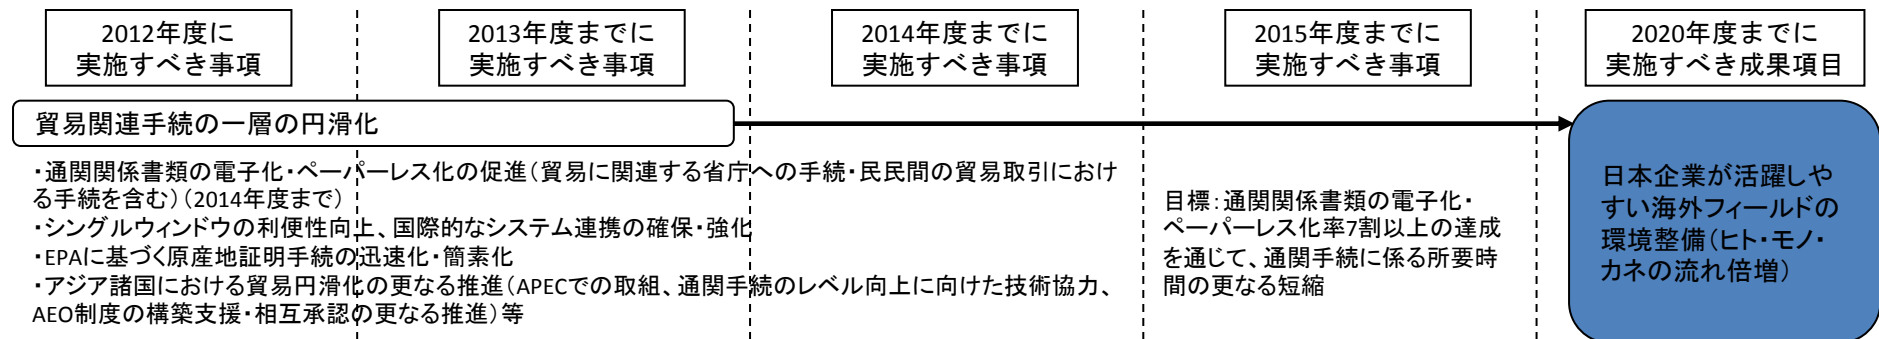 2012年度に
実施すべき事項
2013年度までに
実施すべき事項
2014年度までに
実施すべき事項
2015年度までに
実施すべき事項
2020年度までに
実施すべき成果項目
貿易関連手続の一層の円滑化
・通関関係書類の電子化・ペーパーレス化の促進（貿易に関連する省庁への手続・民民間の貿易取引におけ
る手続を含む）（2014年度まで）
・シングルウィンドウの利便性向上、国際的なシステム連携の確保・強化
・EPAに基づく原産地証明手続の迅速化・簡素化
・アジア諸国における貿易円滑化の更なる推進（APECでの取組、通関手続のレベル向上に向けた技術協力、
AEO制度の構築支援・相互承認の更なる推進）等
目標：通関関係書類の電子化・
ペーパーレス化率7割以上の達成
を通じて、通関手続に係る所要時
間の更なる短縮
日本企業が活躍しや
すい海外フィールドの
環境整備（ヒト・モノ・
カネの流れ倍増）